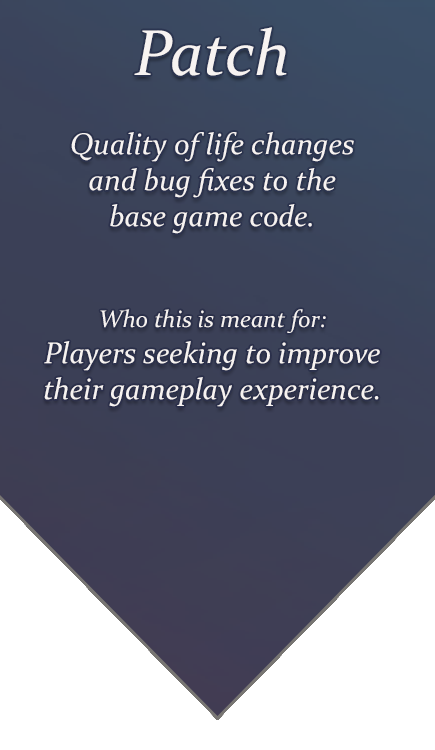 Patch
Quality of life changes
and bug fixes to the
base game code.
Who this is meant for:
Players seeking to improve
their gameplay experience.